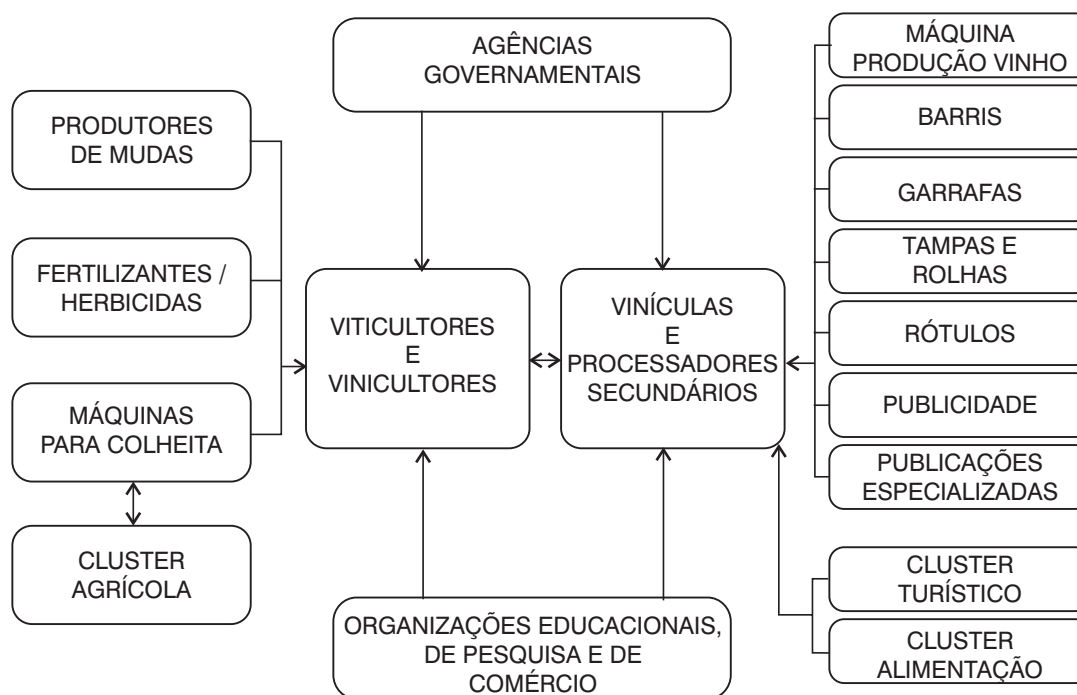 AGÊNCIAS
GOVERNAMENTAIS
PRODUTORES
DE MUDAS
FERTILIZANTES /
HERBICIDAS
MÁQUINAS
PARA COLHEITA
CLUSTER
AGRÍCOLA
VITICULTORES
E
VINICULTORES
VINÍCULAS
E
PROCESSADORES
SECUNDÁRIOS
ORGANIZAÇÕES EDUCACIONAIS,
DE PESQUISA E DE
COMÉRCIO
MÁQUINA
PRODUÇÃO VINHO
BARRIS
GARRAFAS
TAMPAS E
ROLHAS
RÓTULOS
PUBLICIDADE
PUBLICAÇÕES
ESPECIALIZADAS
CLUSTER
TURÍSTICO
CLUSTER
ALIMENTAÇÃO